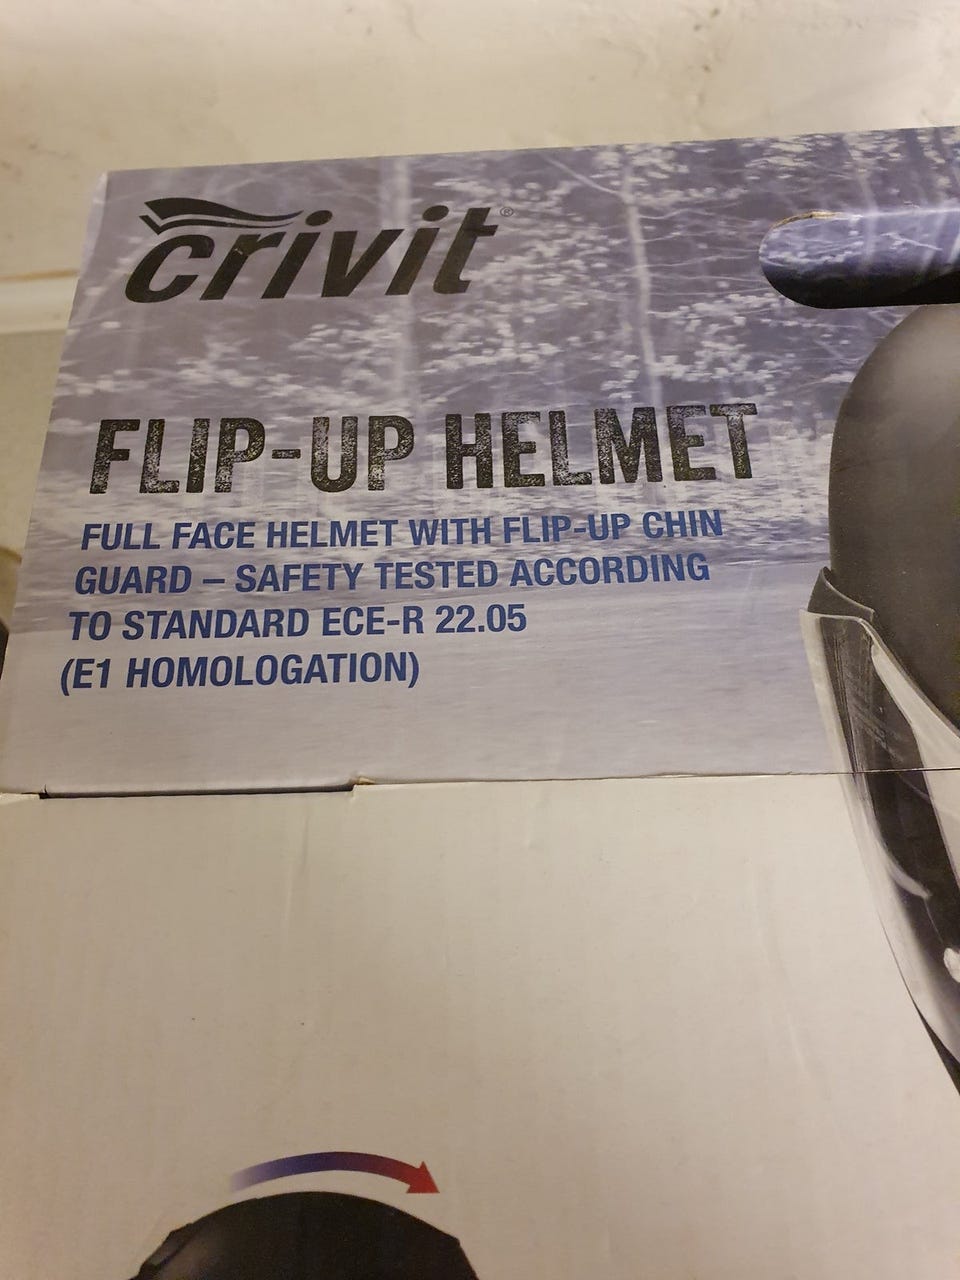 crivit®
FLIP-UP HELMET
FULL FACE HELMET WITH FLIP-UP CHIN
GUARD – SAFETY TESTED ACCORDING
TO STANDARD ECE-R 22.05
(E1 HOMOLOGATION)